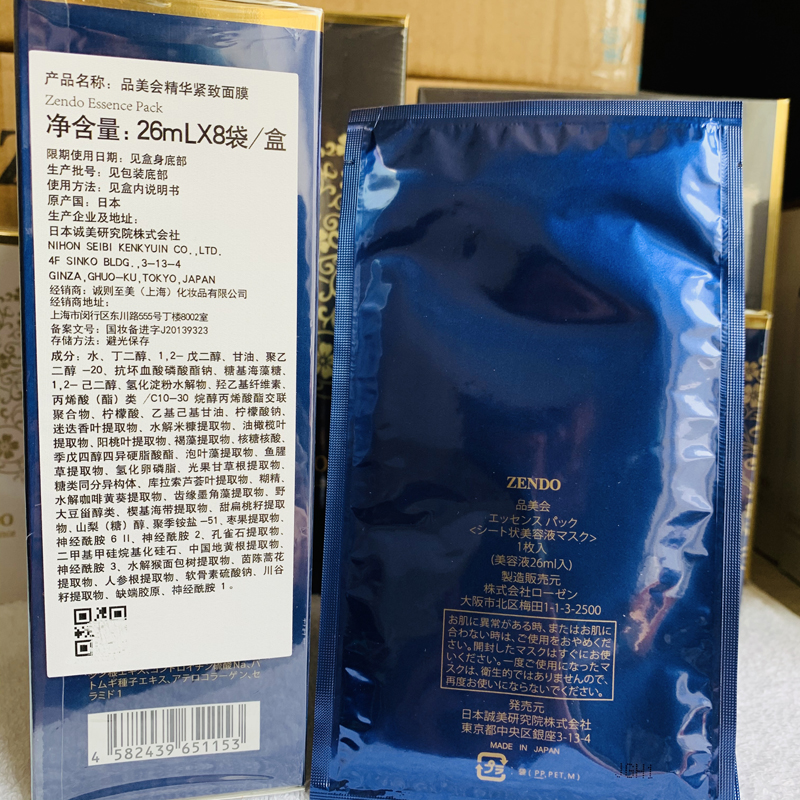 产品名称：品美会精华紧致面膜
Zendo Essence Pack
净含量：26mLX8袋／盒
限期使用日期：见盒身底部
生产批号：见包装底部
使用方法：见盒内说明书
原产国：日本
生产企业及地址：
日本誠美研究院株式会社
NIHON SEIBI KENKYUIN CO.,LTD.
4F SINKO BLDG.,3-13-4
GINZA,GHUO-KU,TOKYO,JAPAN
经销商：诚则至美（上海）化妆品有限公司
经销商地址：
上海市闵行区东川路555号丁楼8002室
备案文号：国妆备进字J20139323
存储方法：避光保存
成分：水、丁二醇、1,2-戊二醇、甘油、聚乙
二醇-20、抗坏血酸磷酸酯钠、糖基海藻糖、
1,2-己二醇、氢化淀粉水解物、羟乙基纤维素、
丙烯酸（酯）类／C10-30 烷醇丙烯酸酯交联
聚合物、柠檬酸、乙基己基甘油、柠檬酸钠、
迷迭香叶提取物、水解米糠提取物、油橄榄叶
提取物、阳桃叶提取物、褐藻提取物、核糖核酸、
季戊四醇四异硬脂酸酯、泡叶藻提取物、鱼腥
草提取物、氢化卵磷脂、光果甘草根提取物、
糖类同分异构体、库拉索芦荟叶提取物、糊精、
水解咖啡黄葵提取物、齿缘墨角藻提取物、野
大豆甾醇类、楔基海带提取物、甜扁桃籽提取
物、山梨（糖）醇、聚季铵盐-51、枣果提取物、
神经酰胺 6 II、神经酰胺 2、孔雀石提取物、
二甲基甲硅烷基化硅石、中国地黄根提取物、
神经酰胺 3、水解猴面包树提取物、茵陈蒿花
提取物、人参根提取物、软骨素硫酸钠、川谷
籽提取物、缺端胶原、神经酰胺 1。
トムギ種子エキス、アテロコラーゲン、セ
ラミド1
4 582439 651153
ZENDO
品美会
エッセンス パック
<シート状美容液マスク>
1枚入
(美容液26ml入)
製造販売元
株式会社ローゼン
大阪市北区梅田1-1-3-2500
お肌に異常がある時、またはお肌に
合わない時は、ご使用をおやめくだ
さい。開封したマスクはすぐにお使
いください。一度ご使用になったマ
スクは、衛生的ではありませんので、
再度お使いにならないでください。
発売元
日本誠美研究院株式会社
東京都中央区銀座3-13-4
MADE IN JAPAN
プラ
袋(PP,PET,M)
ZENDO